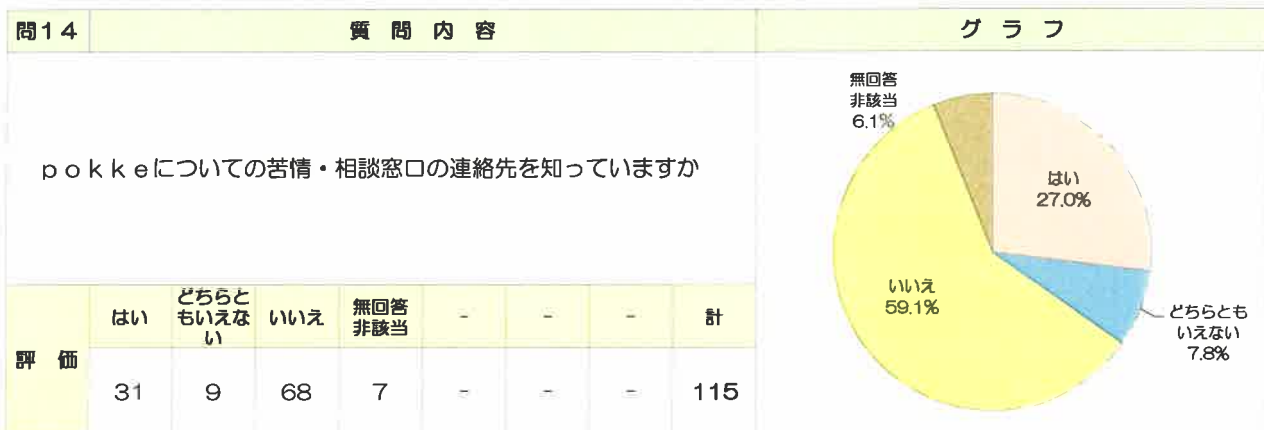 問14
質問内容
グラフ
pokkeについての苦情・相談窓口の連絡先を知っていますか
無回答
非該当
6.1%
はい
27.0%
いいえ
59.1%
どちらとも
いえない
7.8%
評価
はい
どちらと
もいえな
い
いいえ
無回答
非該当
-
-
-
計
31
9
68
7
-
-
-
115